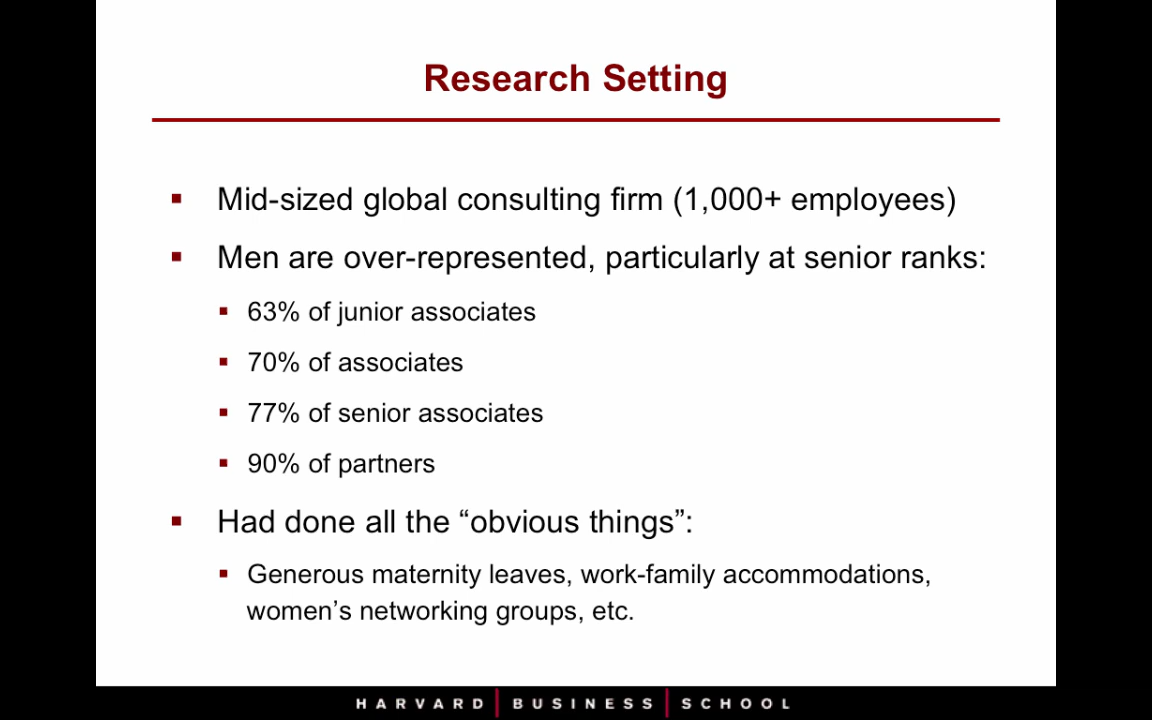 Research Setting
▪ Mid-sized global consulting firm (1,000+ employees)
▪ Men are over-represented, particularly at senior ranks:
▪ 63% of junior associates
▪ 70% of associates
▪ 77% of senior associates
▪ 90% of partners
▪ Had done all the “obvious things”:
▪ Generous maternity leaves, work-family accommodations,
women’s networking groups, etc.
HARVARD | BUSINESS | SCHOOL